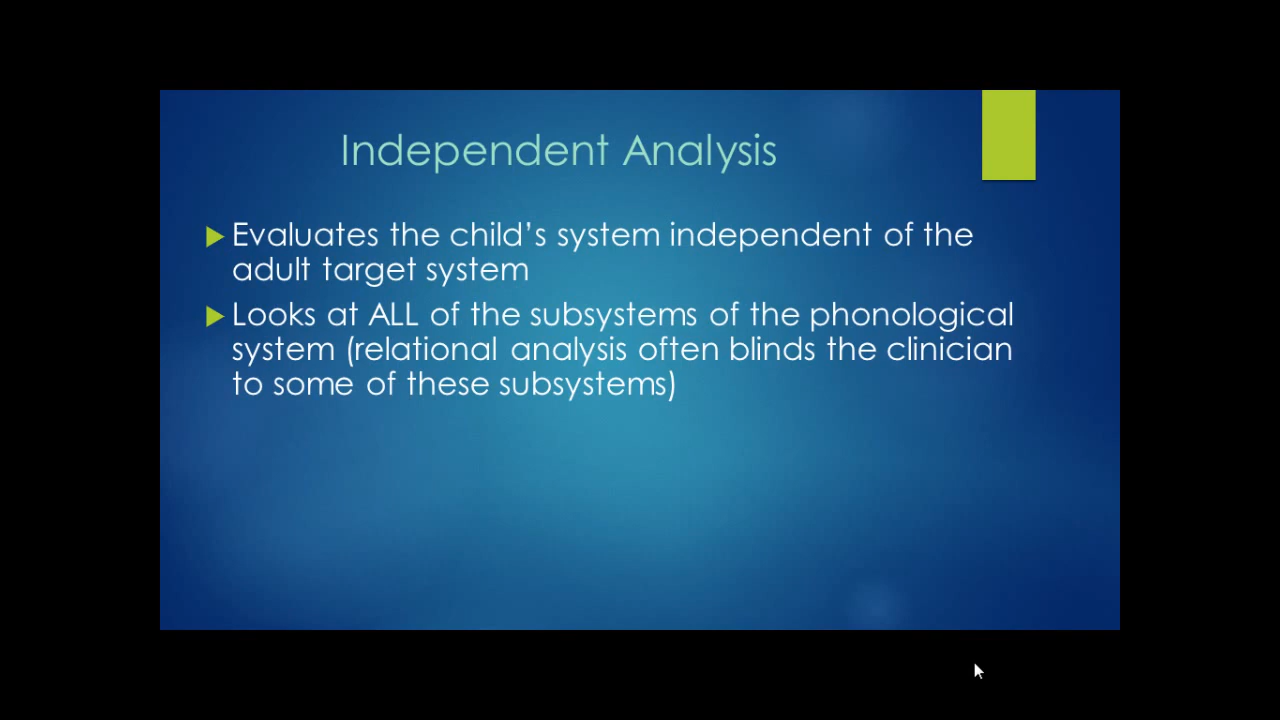 Independent Analysis
Evaluates the child’s system independent of the
adult target system
Looks at ALL of the subsystems of the phonological
system (relational analysis often blinds the clinician
to some of these subsystems)